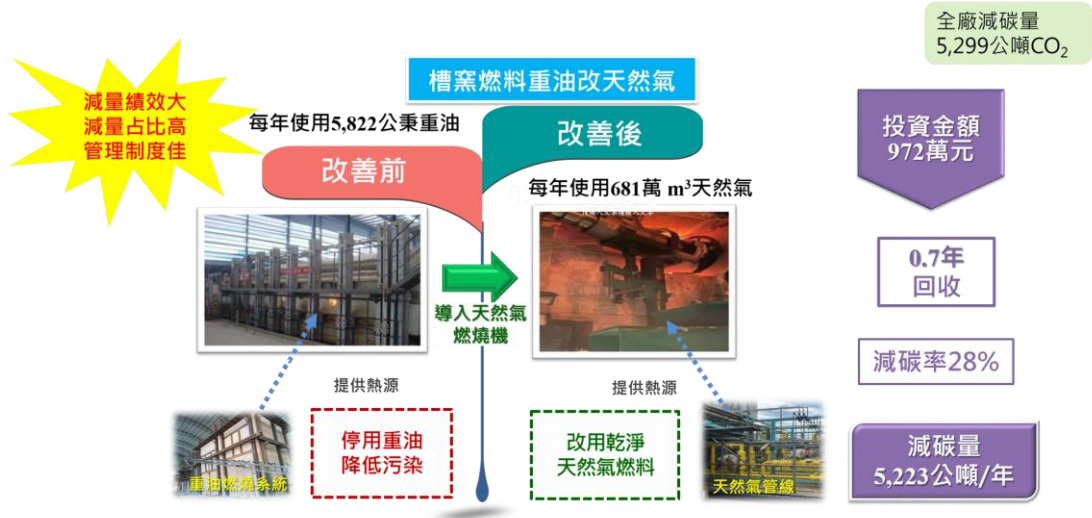 全廠減碳量
5,299公噸CO₂
槽窯燃料重油改天然氣
減量績效大
減量占比高
管理制度佳
每年使用5,822公秉重油
改善前
改善後
每年使用681萬 m³天然氣
導入天然氣
燃燒機
提供熱源
提供熱源
重油燃燒系統
停用重油
降低污染
改用乾淨
天然氣燃料
天然氣管線
投資金額
972萬元
0.7年
回收
減碳率28%
減碳量
5,223公噸/年